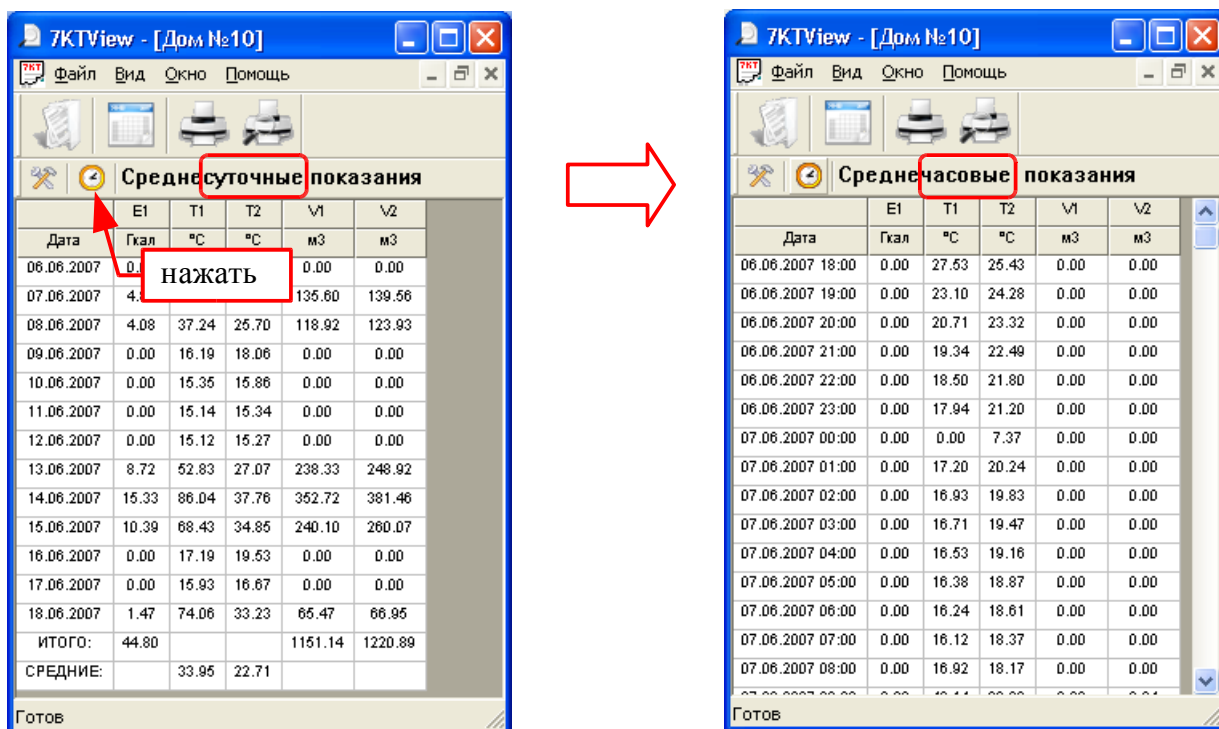 7KTView - [Дом №10]
7КТ Файл Вид Окно Помощь
Среднесуточные показания
E1 T1 T2 V1 V2
Дата Гкал °C °C м3 м3
06.06.2007 0.00 0.00
07.06.2007 135.60 139.56
08.06.2007 4.08 37.24 25.70 118.92 123.93
09.06.2007 0.00 16.19 18.06 0.00 0.00
10.06.2007 0.00 15.35 15.86 0.00 0.00
11.06.2007 0.00 15.14 15.34 0.00 0.00
12.06.2007 0.00 15.12 15.27 0.00 0.00
13.06.2007 8.72 52.83 27.07 238.33 248.92
14.06.2007 15.33 86.04 37.76 352.72 381.46
15.06.2007 10.39 68.43 34.85 240.10 260.07
16.06.2007 0.00 17.19 19.53 0.00 0.00
17.06.2007 0.00 15.93 16.67 0.00 0.00
18.06.2007 1.47 74.06 33.23 65.47 66.95
ИТОГО: 44.80 1151.14 1220.89
СРЕДНИЕ: 33.95 22.71
Готов
нажать
7KTView - [Дом №10]
7КТ Файл Вид Окно Помощь
Среднечасовые показания
E1 T1 T2 V1 V2
Дата Гкал °C °C м3 м3
06.06.2007 18:00 0.00 27.53 25.43 0.00 0.00
06.06.2007 19:00 0.00 23.10 24.28 0.00 0.00
06.06.2007 20:00 0.00 20.71 23.32 0.00 0.00
06.06.2007 21:00 0.00 19.34 22.49 0.00 0.00
06.06.2007 22:00 0.00 18.50 21.80 0.00 0.00
06.06.2007 23:00 0.00 17.94 21.20 0.00 0.00
07.06.2007 00:00 0.00 0.00 7.37 0.00 0.00
07.06.2007 01:00 0.00 17.20 20.24 0.00 0.00
07.06.2007 02:00 0.00 16.93 19.83 0.00 0.00
07.06.2007 03:00 0.00 16.71 19.47 0.00 0.00
07.06.2007 04:00 0.00 16.53 19.16 0.00 0.00
07.06.2007 05:00 0.00 16.38 18.87 0.00 0.00
07.06.2007 06:00 0.00 16.24 18.61 0.00 0.00
07.06.2007 07:00 0.00 16.12 18.37 0.00 0.00
07.06.2007 08:00 0.00 16.92 18.17 0.00 0.00
Готов